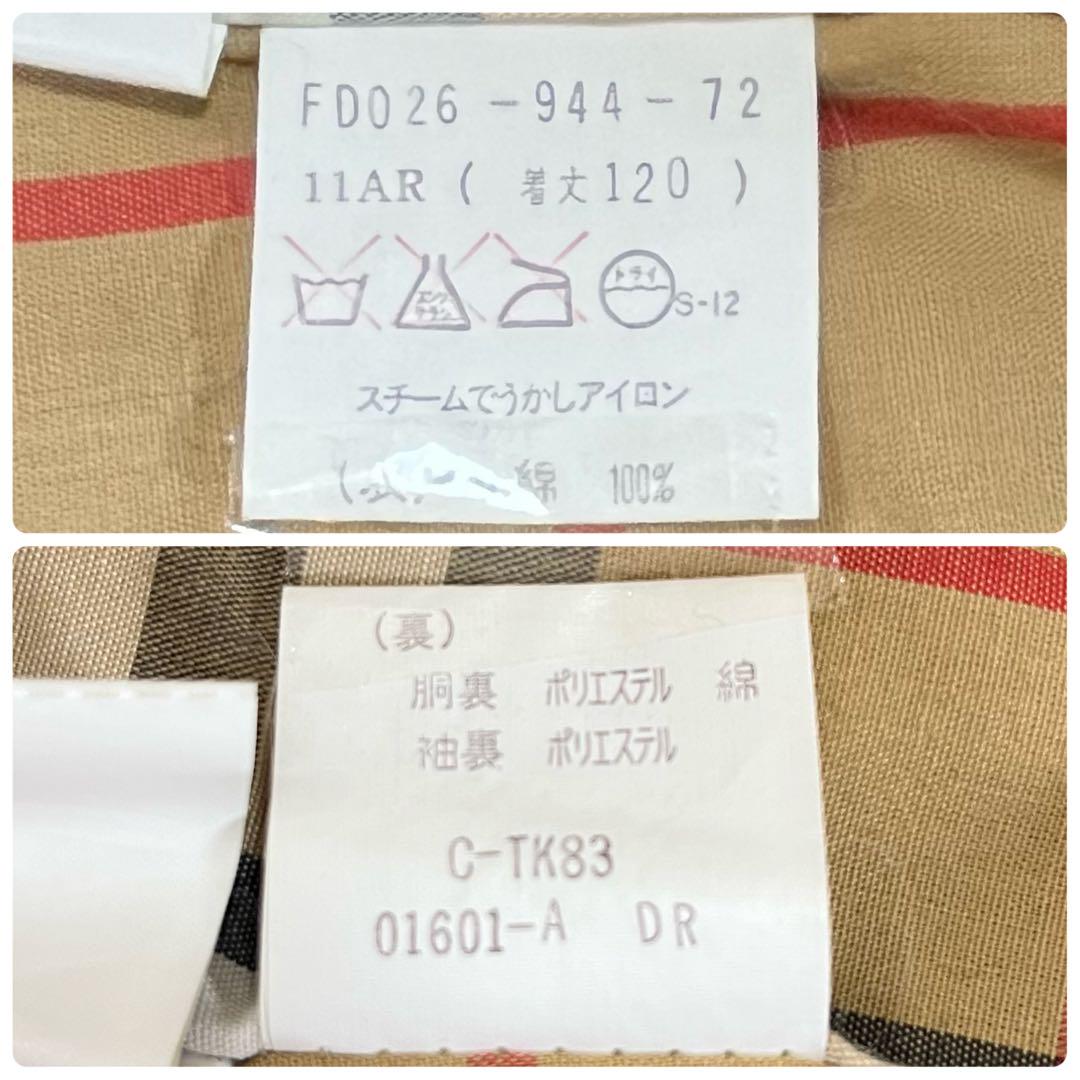 FD026-944-72
11AR ( 着丈120 )
エンソ
サラシ
ドライ
S-12
スチームでうかしアイロン
綿 100%
(裏)
胴裏 ポリエステル 綿
袖裏 ポリエステル
C-TK83
01601-A DR